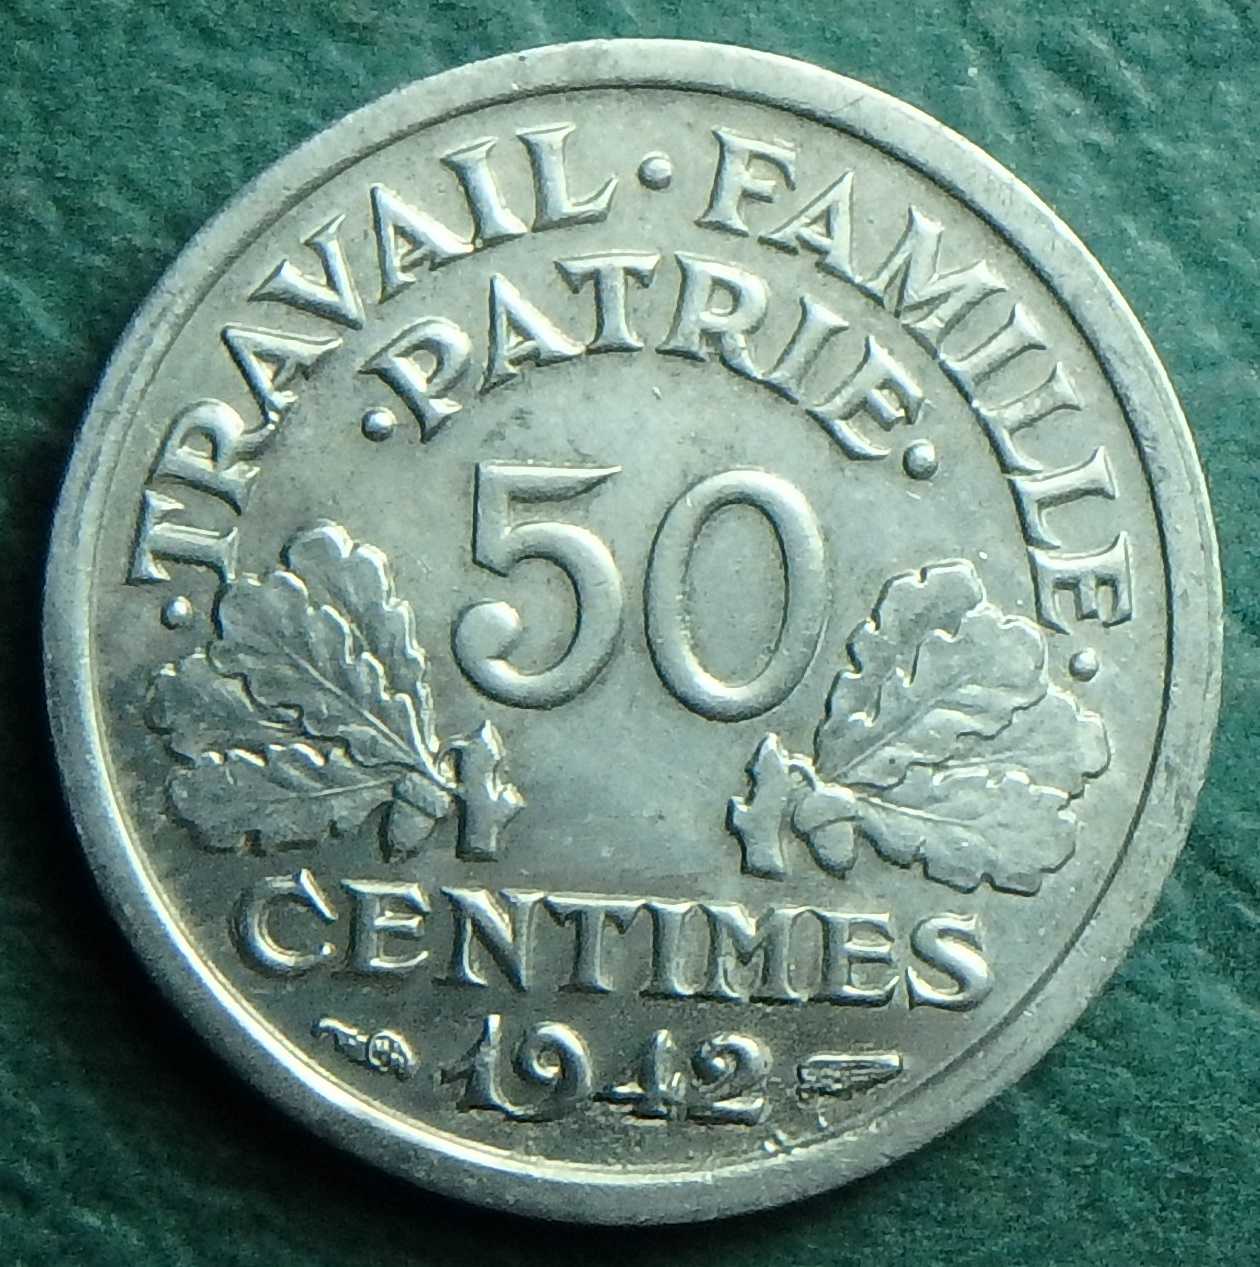 ·TRAVAIL·FAMILLE·
·PATRIE·
50
CENTIMES
1942